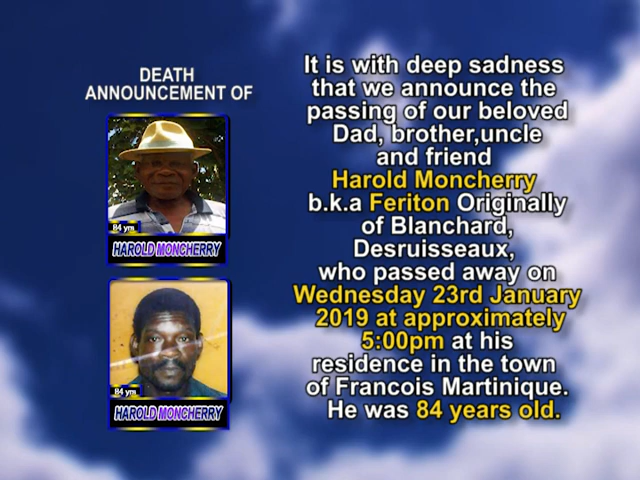 DEATH
ANNOUNCEMENT OF
84 yrs
HAROLD MONCHERRY
84 yrs
HAROLD MONCHERRY
It is with deep sadness
that we announce the
passing of our beloved
Dad, brother,uncle
and friend
Harold Moncherry
b.k.a Feriton Originally
of Blanchard,
Desruisseaux,
who passed away on
Wednesday 23rd January
2019 at approximately
5:00pm at his
residence in the town
of Francois Martinique.
He was 84 years old.